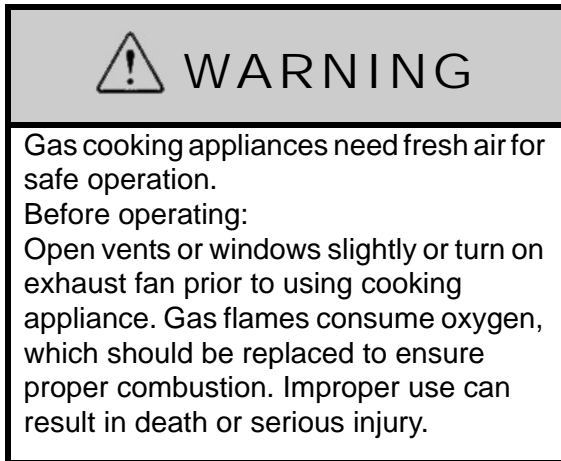 WARNING
Gas cooking appliances need fresh air for
safe operation.
Before operating:
Open vents or windows slightly or turn on
exhaust fan prior to using cooking
appliance. Gas flames consume oxygen,
which should be replaced to ensure
proper combustion. Improper use can
result in death or serious injury.